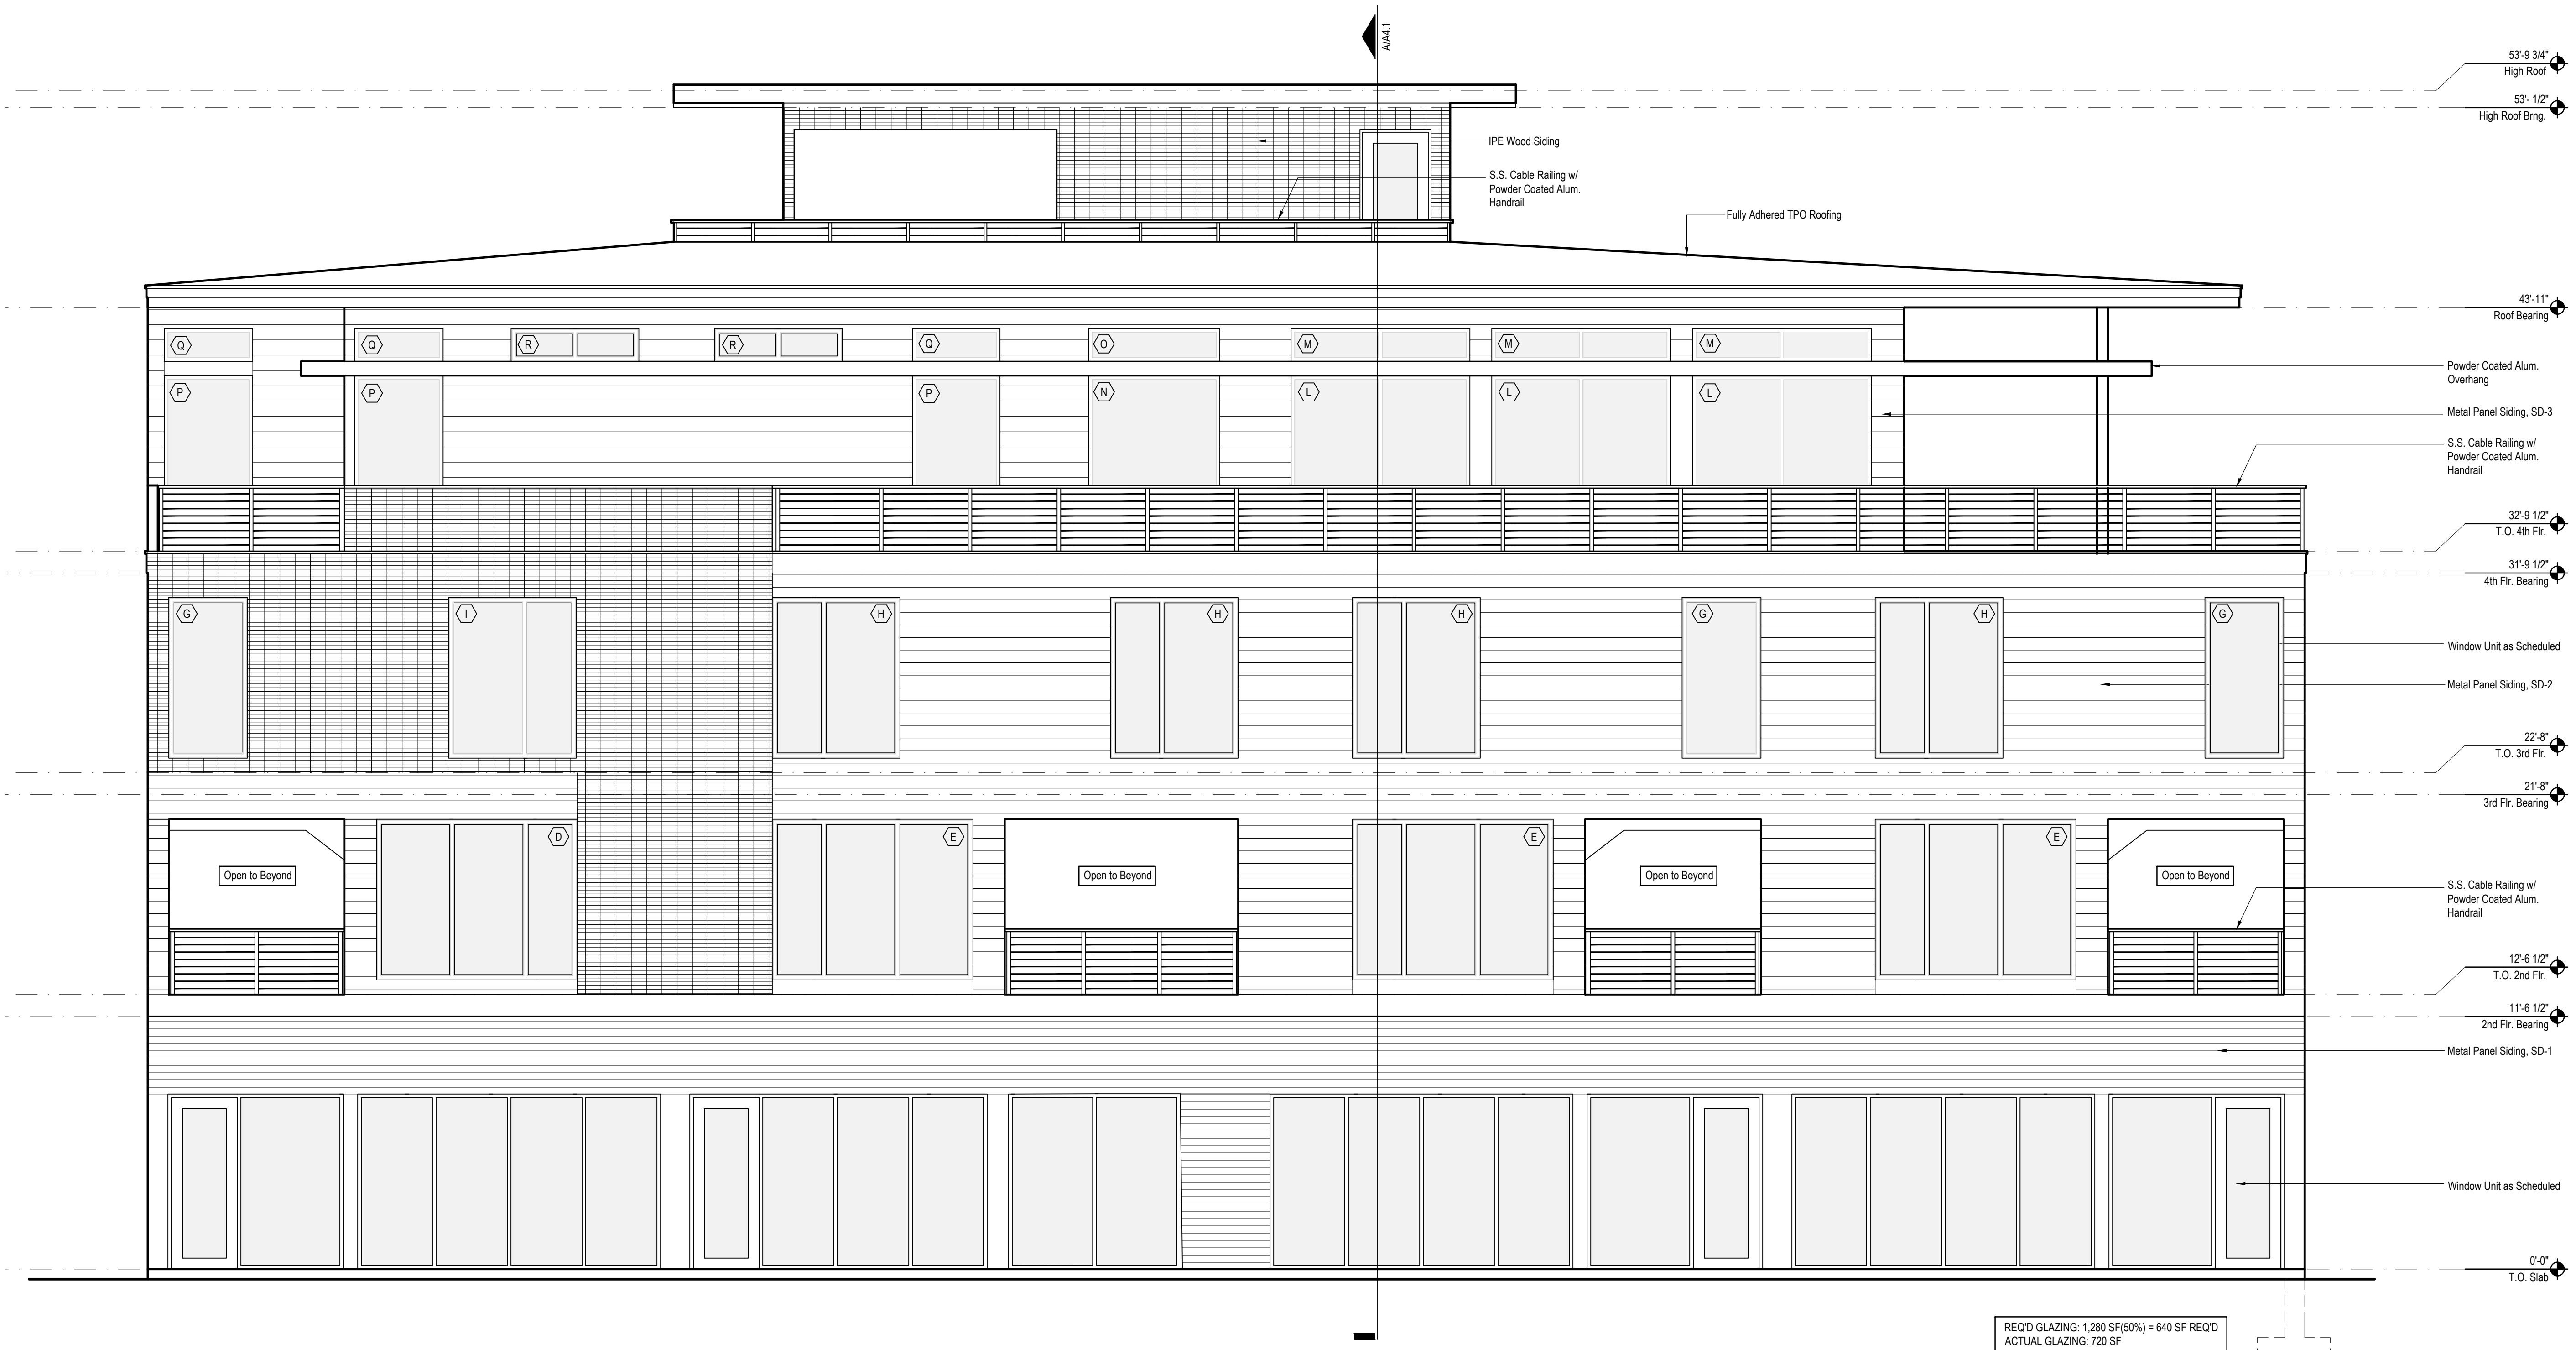 A/A4.1
53'-9 3/4"
High Roof
53'- 1/2"
High Roof Brng.
IPE Wood Siding
S.S. Cable Railing w/
Powder Coated Alum.
Handrail
Fully Adhered TPO Roofing
43'-11"
Roof Bearing
Q
Q
R
R
Q
O
M
M
M
Powder Coated Alum.
Overhang
P
P
P
N
L
L
L
Metal Panel Siding, SD-3
S.S. Cable Railing w/
Powder Coated Alum.
Handrail
32'-9 1/2"
T.O. 4th Flr.
31'-9 1/2"
4th Flr. Bearing
G
I
H
H
H
G
H
G
Window Unit as Scheduled
Metal Panel Siding, SD-2
22'-8"
T.O. 3rd Flr.
21'-8"
3rd Flr. Bearing
D
E
E
E
Open to Beyond
Open to Beyond
Open to Beyond
Open to Beyond
S.S. Cable Railing w/
Powder Coated Alum.
Handrail
12'-6 1/2"
T.O. 2nd Flr.
11'-6 1/2"
2nd Flr. Bearing
Metal Panel Siding, SD-1
Window Unit as Scheduled
0'-0"
T.O. Slab
REQ'D GLAZING: 1,280 SF(50%) = 640 SF REQ'D
ACTUAL GLAZING: 720 SF